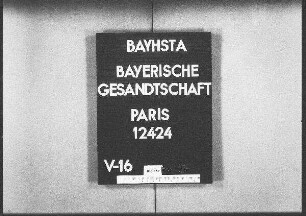 BAYHSTA
BAYERISCHE
GESANDTSCHAFT
PARIS
12424
V-16